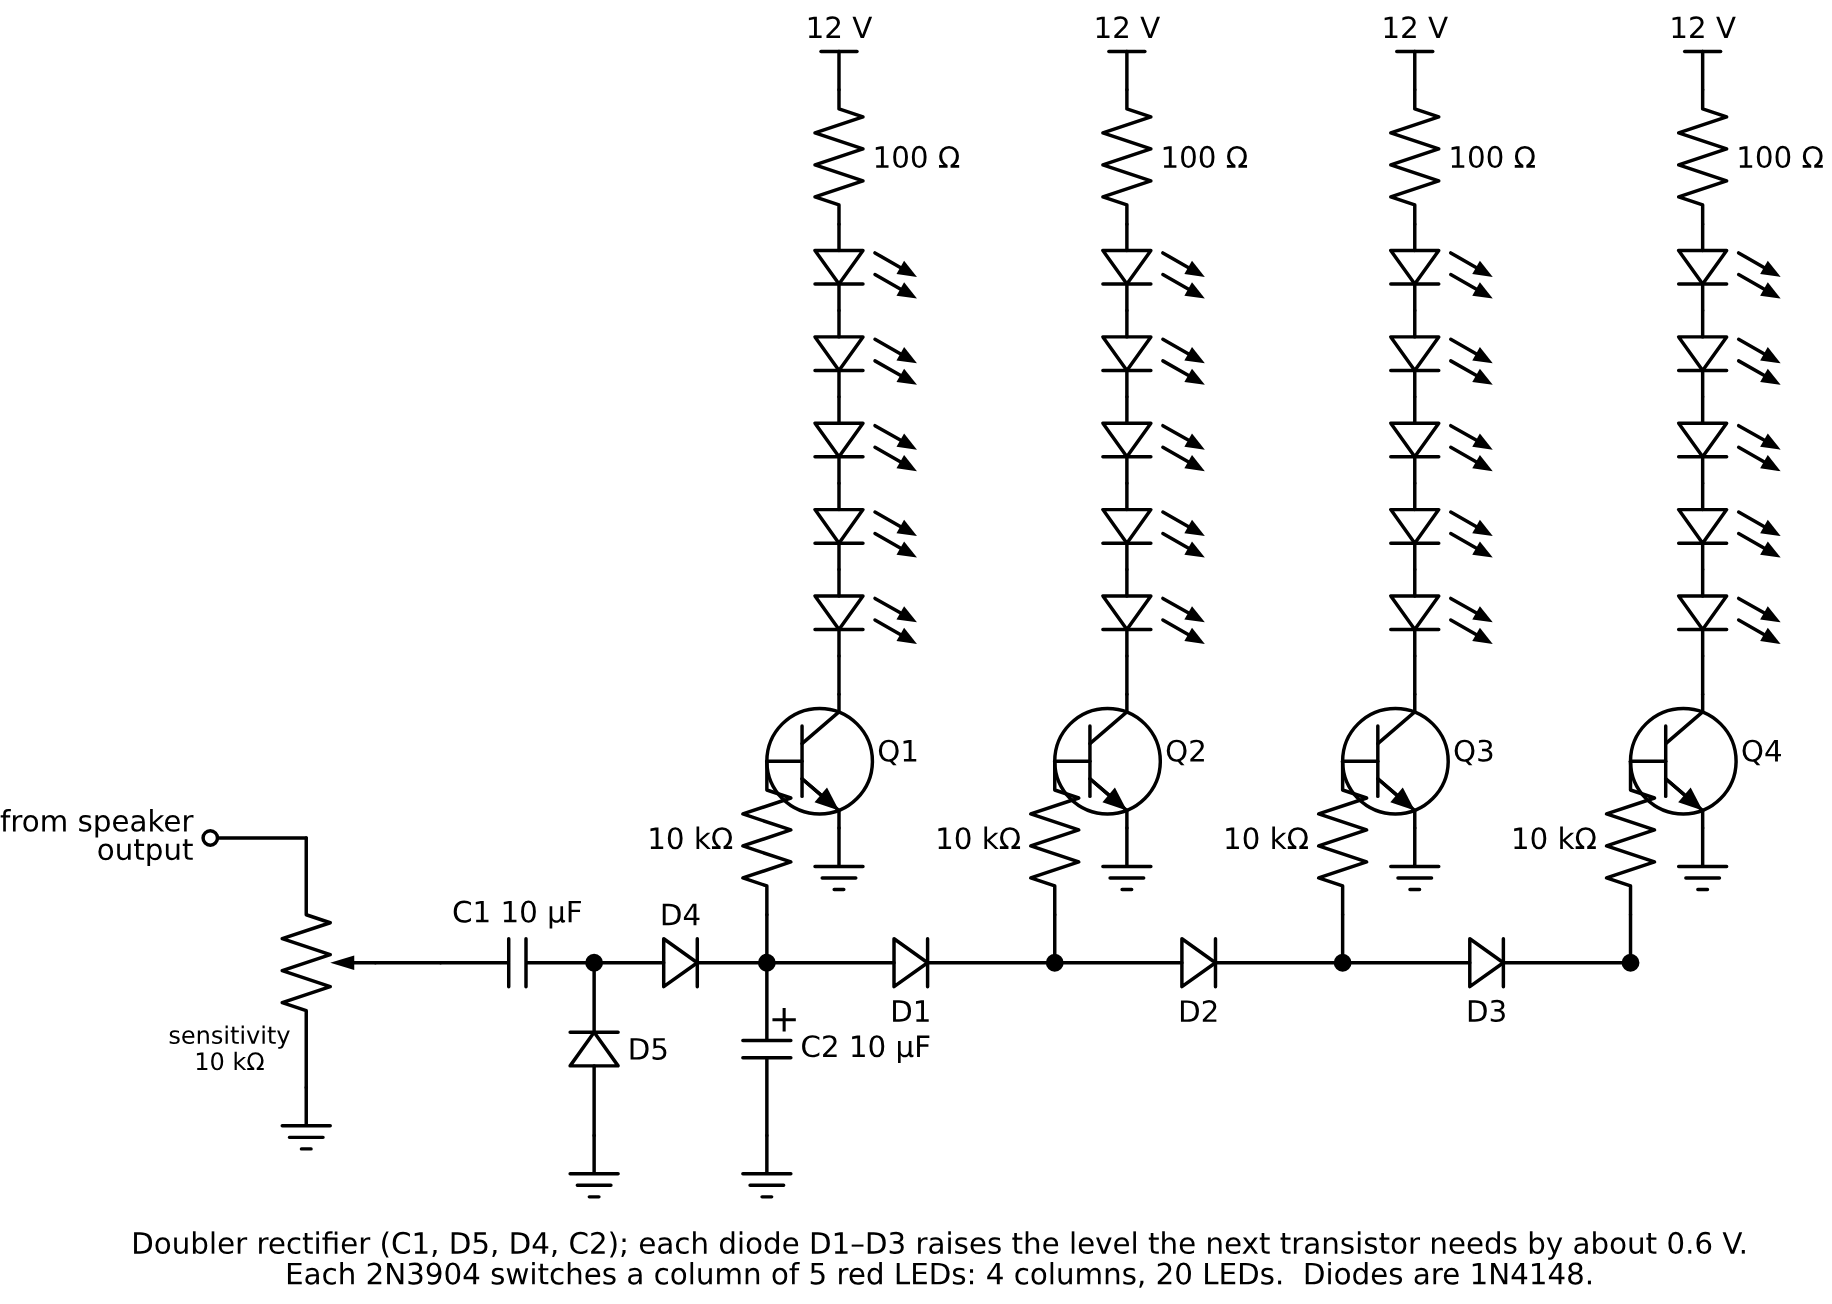 12 V 12 V 12 V 12 V
100 Ω 100 Ω 100 Ω 100 Ω
Q1 Q2 Q3 Q4
from speaker
output
10 kΩ 10 kΩ 10 kΩ 10 kΩ
C1 10 µF D4
D1 D2 D3
sensitivity
10 kΩ
D5
+
C2 10 µF
Doubler rectifier (C1, D5, D4, C2); each diode D1–D3 raises the level the next transistor needs by about 0.6 V.
Each 2N3904 switches a column of 5 red LEDs: 4 columns, 20 LEDs.  Diodes are 1N4148.